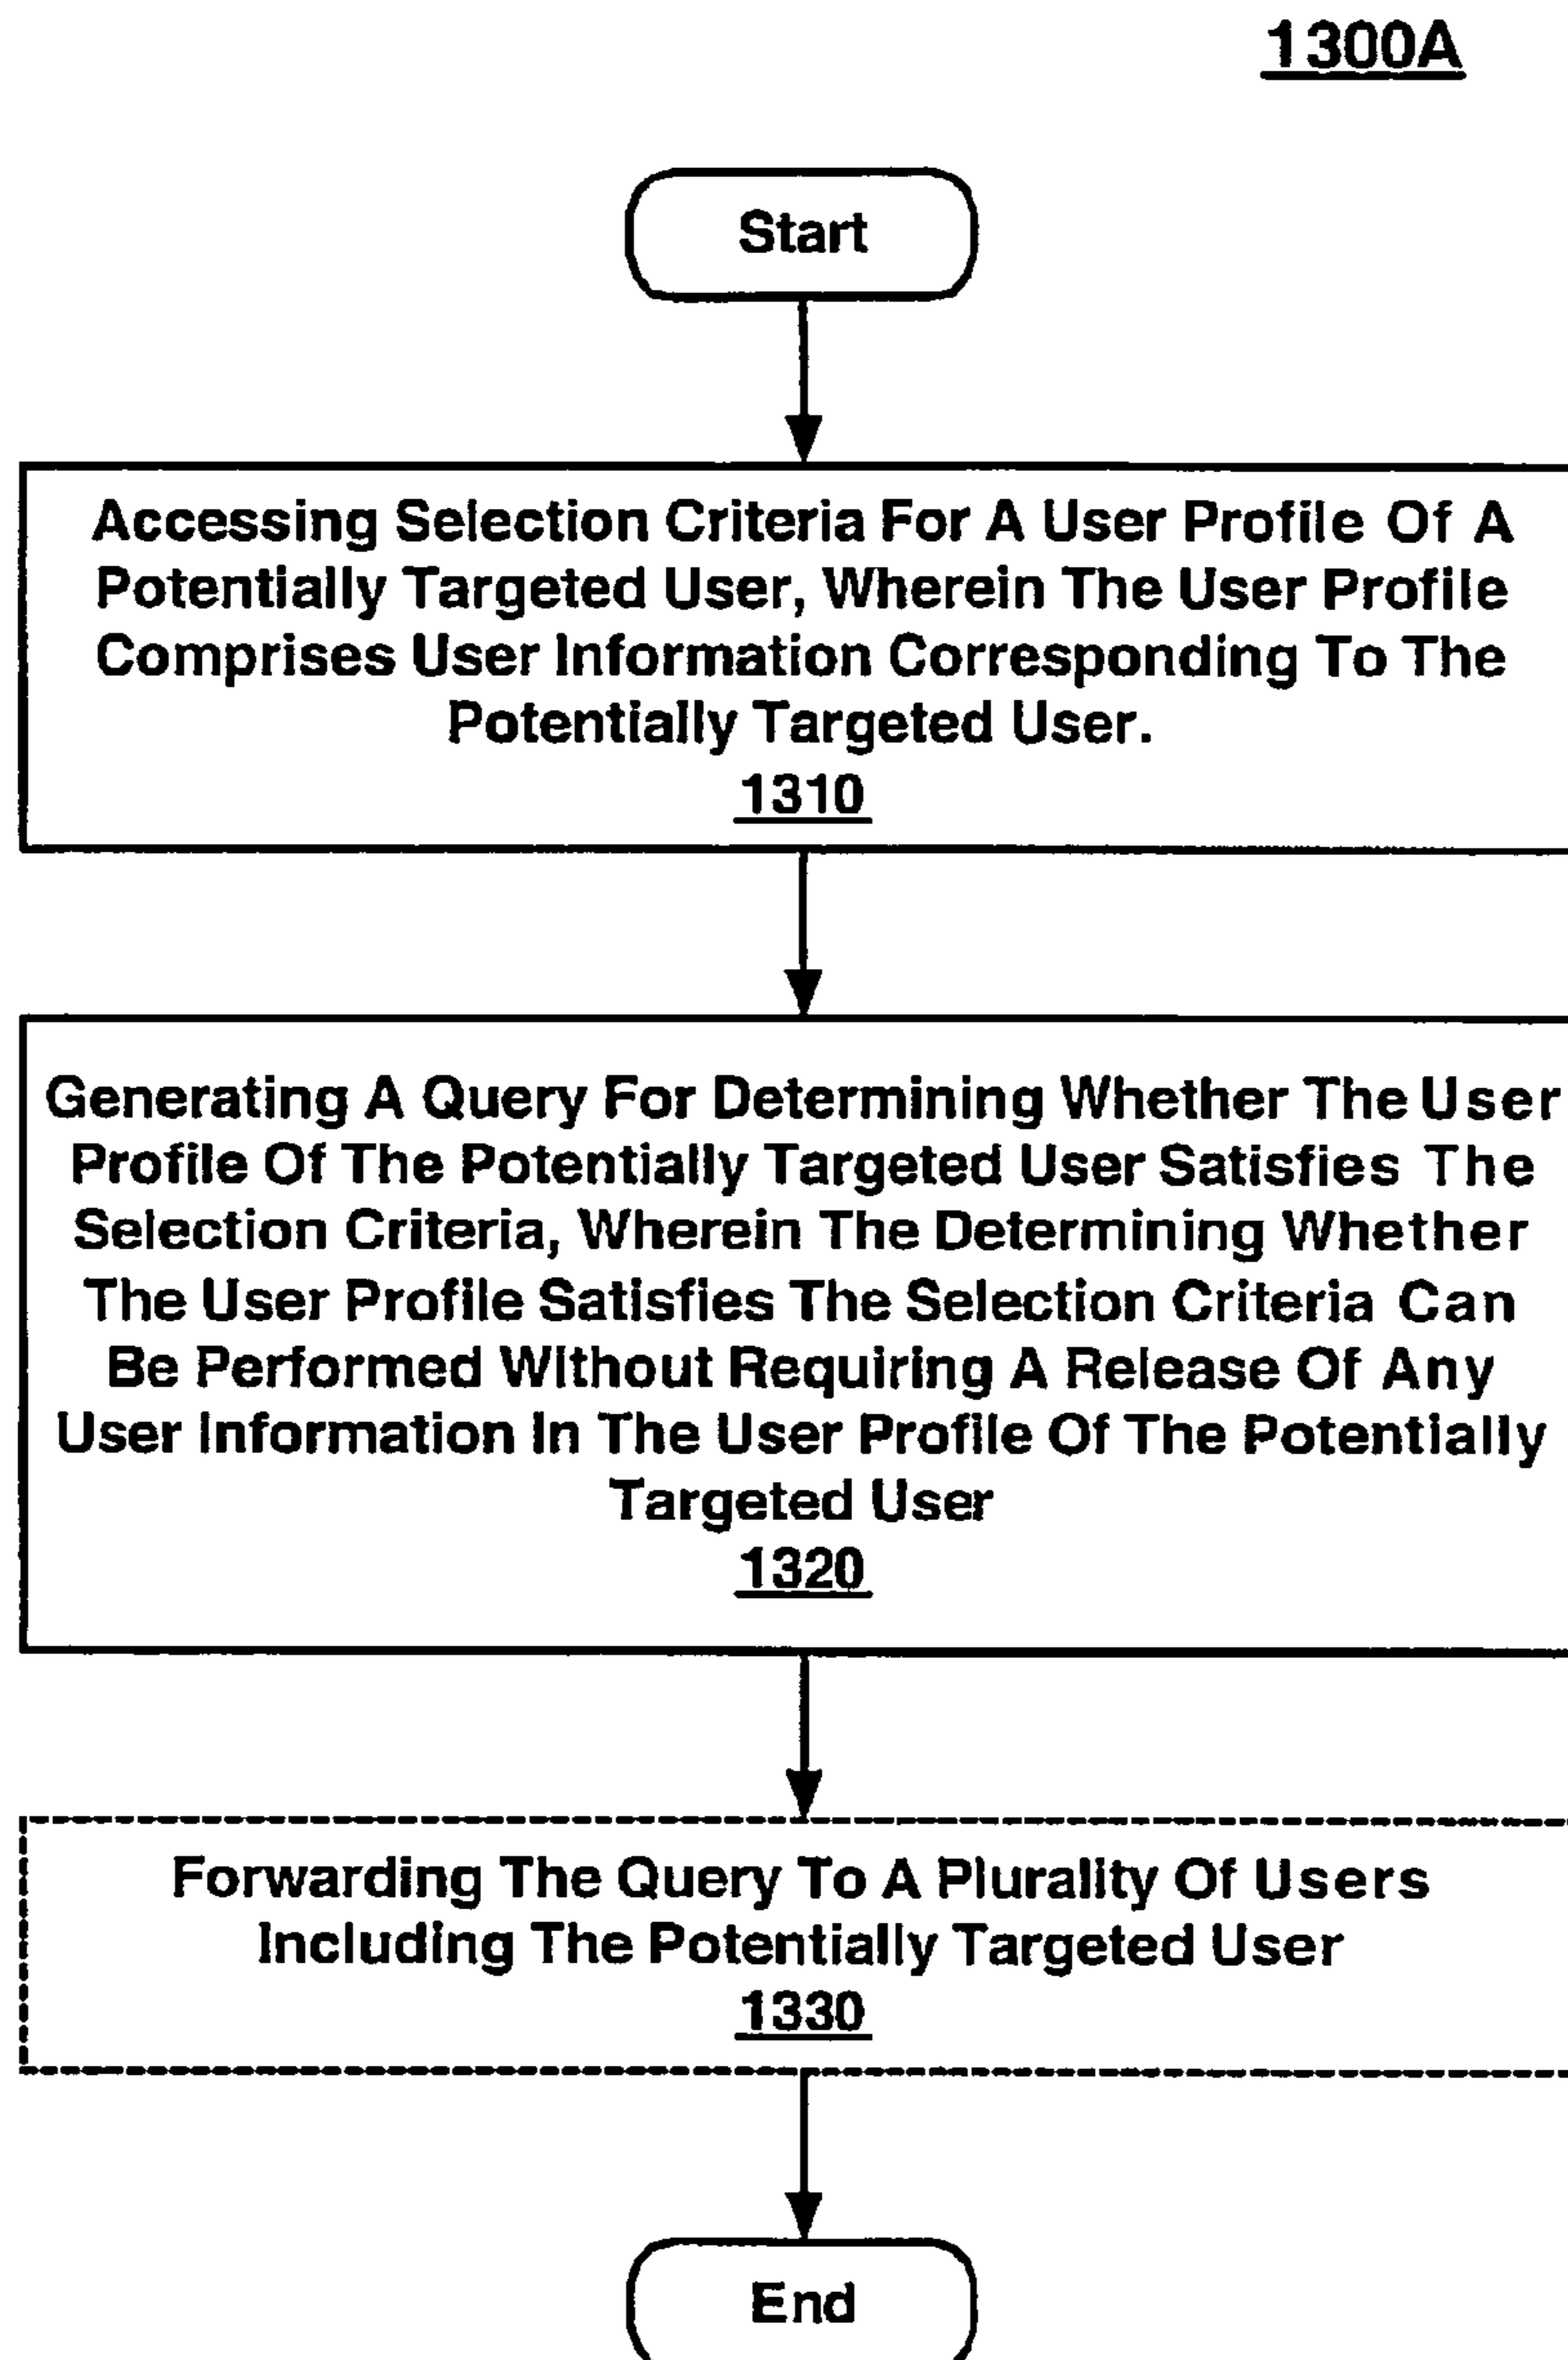 1300A
Start
Accessing Selection Criteria For A User Profile Of A
Potentially Targeted User, Wherein The User Profile
Comprises User Information Corresponding To The
Potentially Targeted User.
1310
Generating A Query For Determining Whether The User
Profile Of The Potentially Targeted User Satisfies The
Selection Criteria, Wherein The Determining Whether
The User Profile Satisfies The Selection Criteria Can
Be Performed Without Requiring A Release Of Any
User Information In The User Profile Of The Potentially
Targeted User
1320
Forwarding The Query To A Plurality Of Users
Including The Potentially Targeted User
1330
End